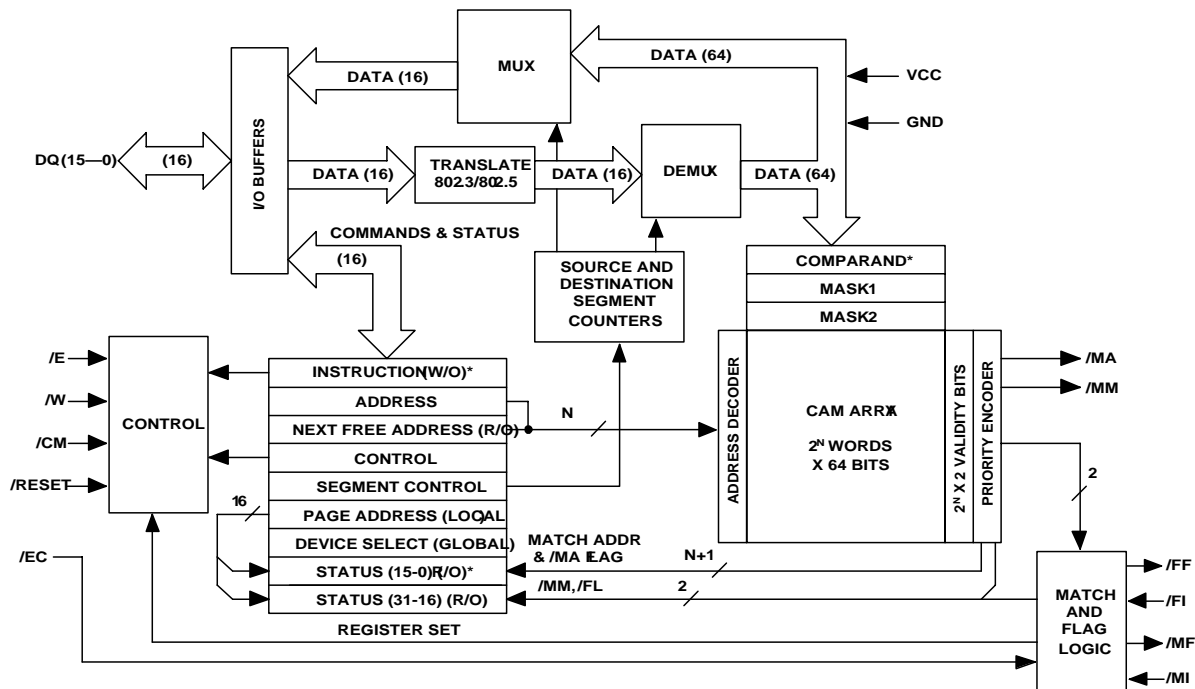 MUX
DATA (64)
DATA (16)
VCC
GND
I/O BUFFERS
DQ(15—0)
(16)
DATA (16)
TRANSLATE
802.3/802.5
DATA (16)
DEMUX
DATA (64)
COMMANDS & STATUS
(16)
SOURCE AND
DESTINATION
SEGMENT
COUNTERS
COMPARAND*
MASK1
MASK2
/E
/W
/CM
/RESET
CONTROL
INSTRUCTION(W/O)*
ADDRESS
NEXT FREE ADDRESS (R/O)
CONTROL
SEGMENT CONTROL
PAGE ADDRESS (LOCAL)
DEVICE SELECT (GLOBAL)
STATUS (15-0) (R/O)*
STATUS (31-16) (R/O)
REGISTER SET
16
N
ADDRESS DECODER
CAM ARRA
2N WORDS
X 64 BITS
2N X 2 VALIDITY BITS
PRIORITY ENCODER
/MA
/MM
2
/EC
MATCH ADDR
& /MA FLAG
N+1
/MM, /FL
2
MATCH
AND
FLAG
LOGIC
/FF
/FI
/MF
/MI